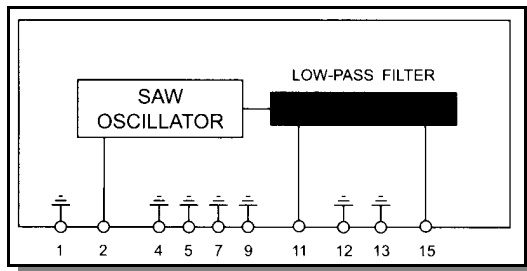 LOW-PASS FILTER
SAW
OSCILLATOR
1 2 4 5 7 9 11 12 13 15